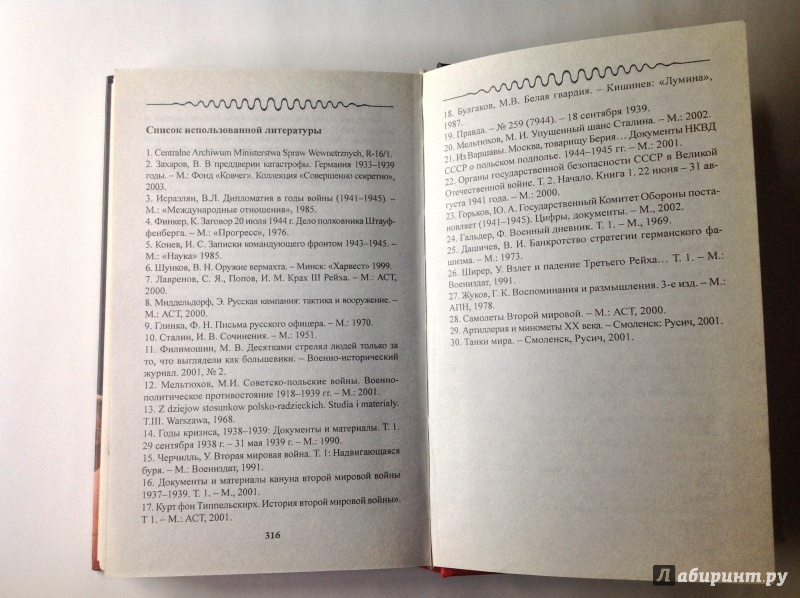 Список использованной литературы
1. Centralne Archiwum Ministerstwa Spraw Wewnetrznych, R-16/1.
2. Захаров, В. В преддверии катастрофы. Германия 1933–1939
годы. – М.: Фонд «Ковчег». Коллекция «Совершенно секретно»,
2003.
3. Исраэлян, В.Л. Дипломатия в годы войны (1941–1945). –
М.: «Международные отношения», 1985.
4. Финкер, К. Заговор 20 июля 1944 г. Дело полковника Штауф-
фенберга. – М.: «Прогресс», 1976.
5. Конев, И. С. Записки командующего фронтом 1943–1945. –
М.: «Наука» 1985.
6. Шунков, В. Н. Оружие вермахта. – Минск: «Харвест» 1999.
7. Лавренов, С. Я., Попов, И. М. Крах III Рейха. – М.: АСТ,
2000.
8. Миддельдорф, Э. Русская кампания: тактика и вооружение. –
М.: АСТ, 2000.
9. Глинка, Ф. Н. Письма русского офицера. – М.: 1970.
10. Сталин, И. В. Сочинения. – М.: 1951.
11. Филимошин, М. В. Десятками стрелял людей только за
то, что выглядели как большевики. – Военно-исторический
журнал. 2001, № 2.
12. Мельтюхов, М.И. Советско-польские войны. Военно-
политическое противостояние 1918–1939 гг. – М.: 2001.
13. Z dziejow stosunkow polsko-radzieckich. Studia i materialy.
T.III. Warszawa, 1968.
14. Годы кризиса, 1938–1939: Документы и материалы. Т. 1.
29 сентября 1938 г. – 31 мая 1939 г. – М.: 1990.
15. Черчилль, У. Вторая мировая война. Т. 1: Надвигающаяся
буря. – М.: Воениздат, 1991.
16. Документы и материалы кануна второй мировой войны
1937–1939. Т. 1. – М., 2001.
17. Курт фон Типпельскирх. История второй мировой войны».
Т 1. – М.: АСТ, 2001.
316
18. Булгаков, М.В. Белая гвардия. – Кишинев: «Лумина»,
1987.
19. Правда. – № 259 (7944). – 18 сентября 1939.
20. Мельтюхов, М. И. Упущенный шанс Сталина. – М.: 2002.
21. Из Варшавы. Москва, товарищу Берия... Документы НКВД
СССР о польском подполье. 1944–1945 гг. – М.: 2001.
22. Органы государственной безопасности СССР в Великой
Отечественной войне, Т. 2. Начало. Книга 1. 22 июня – 31 ав-
густа 1941 года. – М.: 2000.
23. Горьков, Ю. А. Государственный Комитет Обороны поста-
новляет (1941–1945). Цифры, документы. – М., 2002.
24. Гальдер, Ф. Военный дневник. Т. 1. – М., 1969.
25. Дашичев, В. И. Банкротство стратегии германского фа-
шизма. – М.: 1973.
26. Ширер, У. Взлет и падение Третьего Рейха... Т. 1. – М.:
Воениздат, 1991.
27. Жуков, Г. К. Воспоминания и размышления. 3-е изд. – М.:
АПН, 1978.
28. Самолеты Второй мировой. – М.: АСТ, 2000.
29. Артиллерия и минометы ХХ века. – Смоленск: Русич, 2001.
30. Танки мира. – Смоленск, Русич, 2001.
Лабиринт.ру